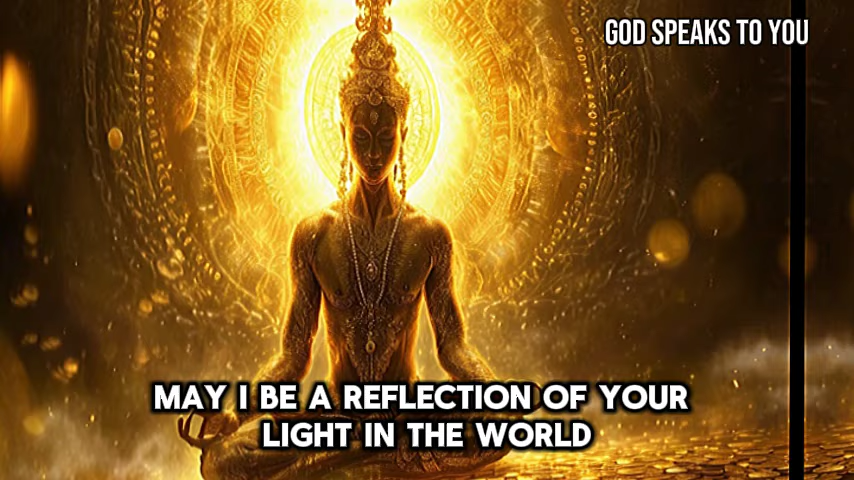 GOD SPEAKS TO YOU
MAY I BE A REFLECTION OF YOUR
LIGHT IN THE WORLD